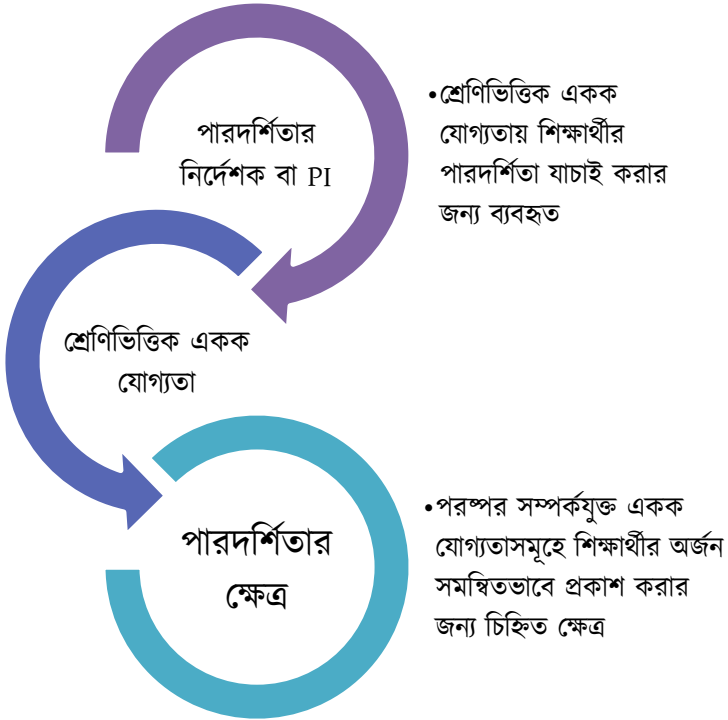 পারদর্শিতার
নির্দেশক বা PI
•শ্রেণিভিত্তিক একক
যোগ্যতায় শিক্ষার্থীর
পারদর্শিতা যাচাই করার
জন্য ব্যবহৃত
শ্রেণিভিত্তিক একক
যোগ্যতা
পারদর্শিতার
ক্ষেত্র
•পরষ্পর সম্পর্কযুক্ত একক
যোগ্যতাসমূহে শিক্ষার্থীর অর্জন
সমন্বিতভাবে প্রকাশ করার
জন্য চিহ্নিত ক্ষেত্র